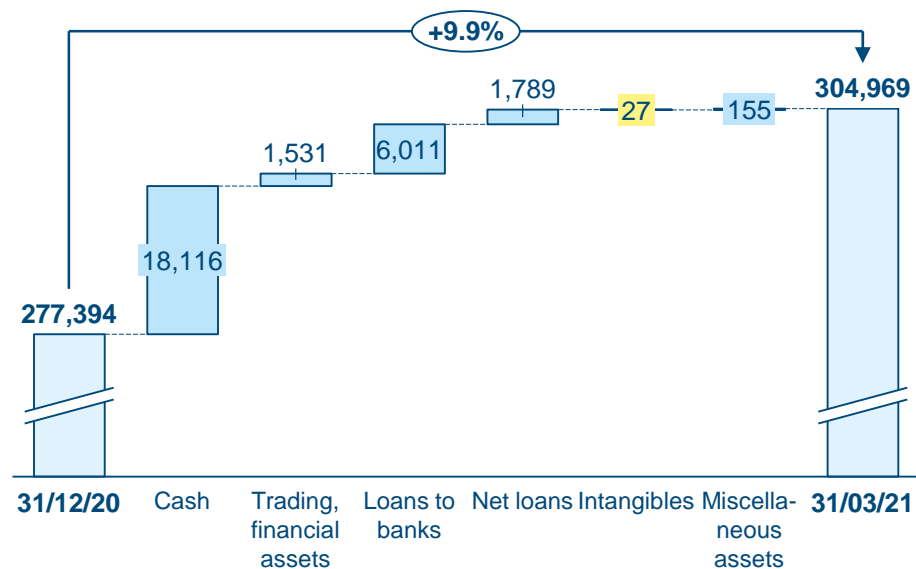 +9.9%
304,969
1,789
27
155
1,531
6,011
18,116
277,394
31/12/20
Cash
Trading,
financial
assets
Loans to
banks
Net loans
Intangibles
Miscella-
neous
assets
31/03/21